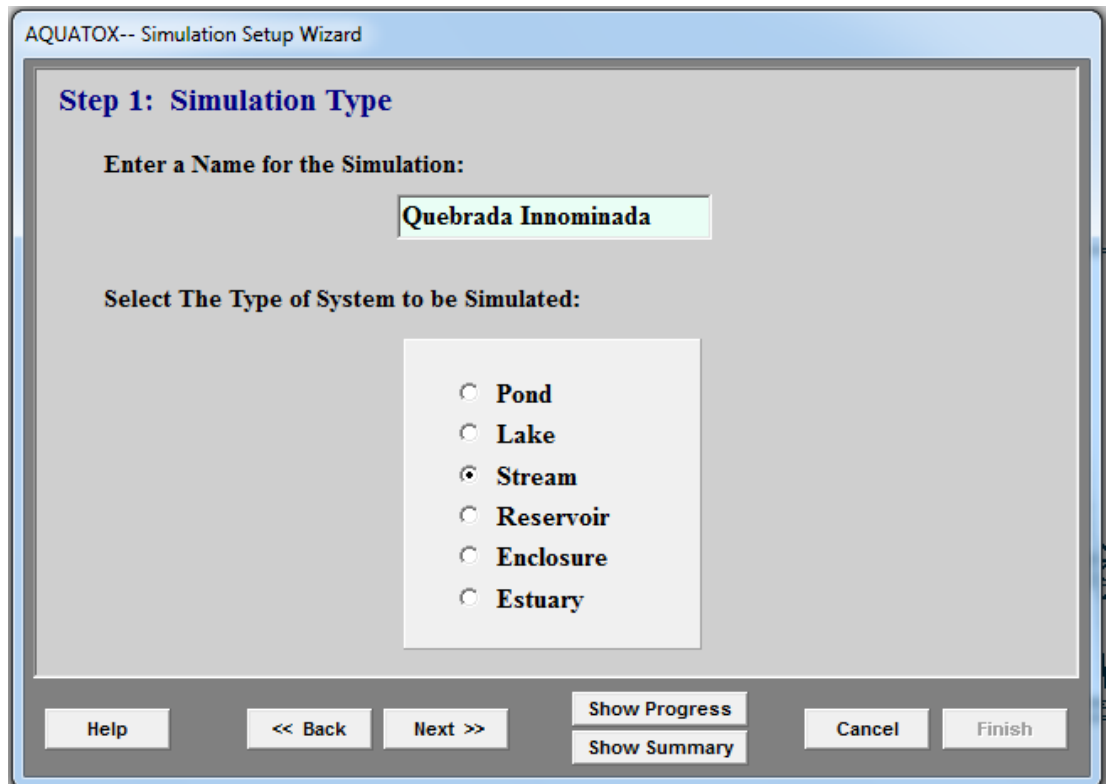 AQUATOX-- Simulation Setup Wizard
Step 1: Simulation Type
Enter a Name for the Simulation:
Quebrada Innominada
Select The Type of System to be Simulated:
Pond
Lake
Stream
Reservoir
Enclosure
Estuary
Help
<< Back
Next >>
Show Progress
Show Summary
Cancel
Finish